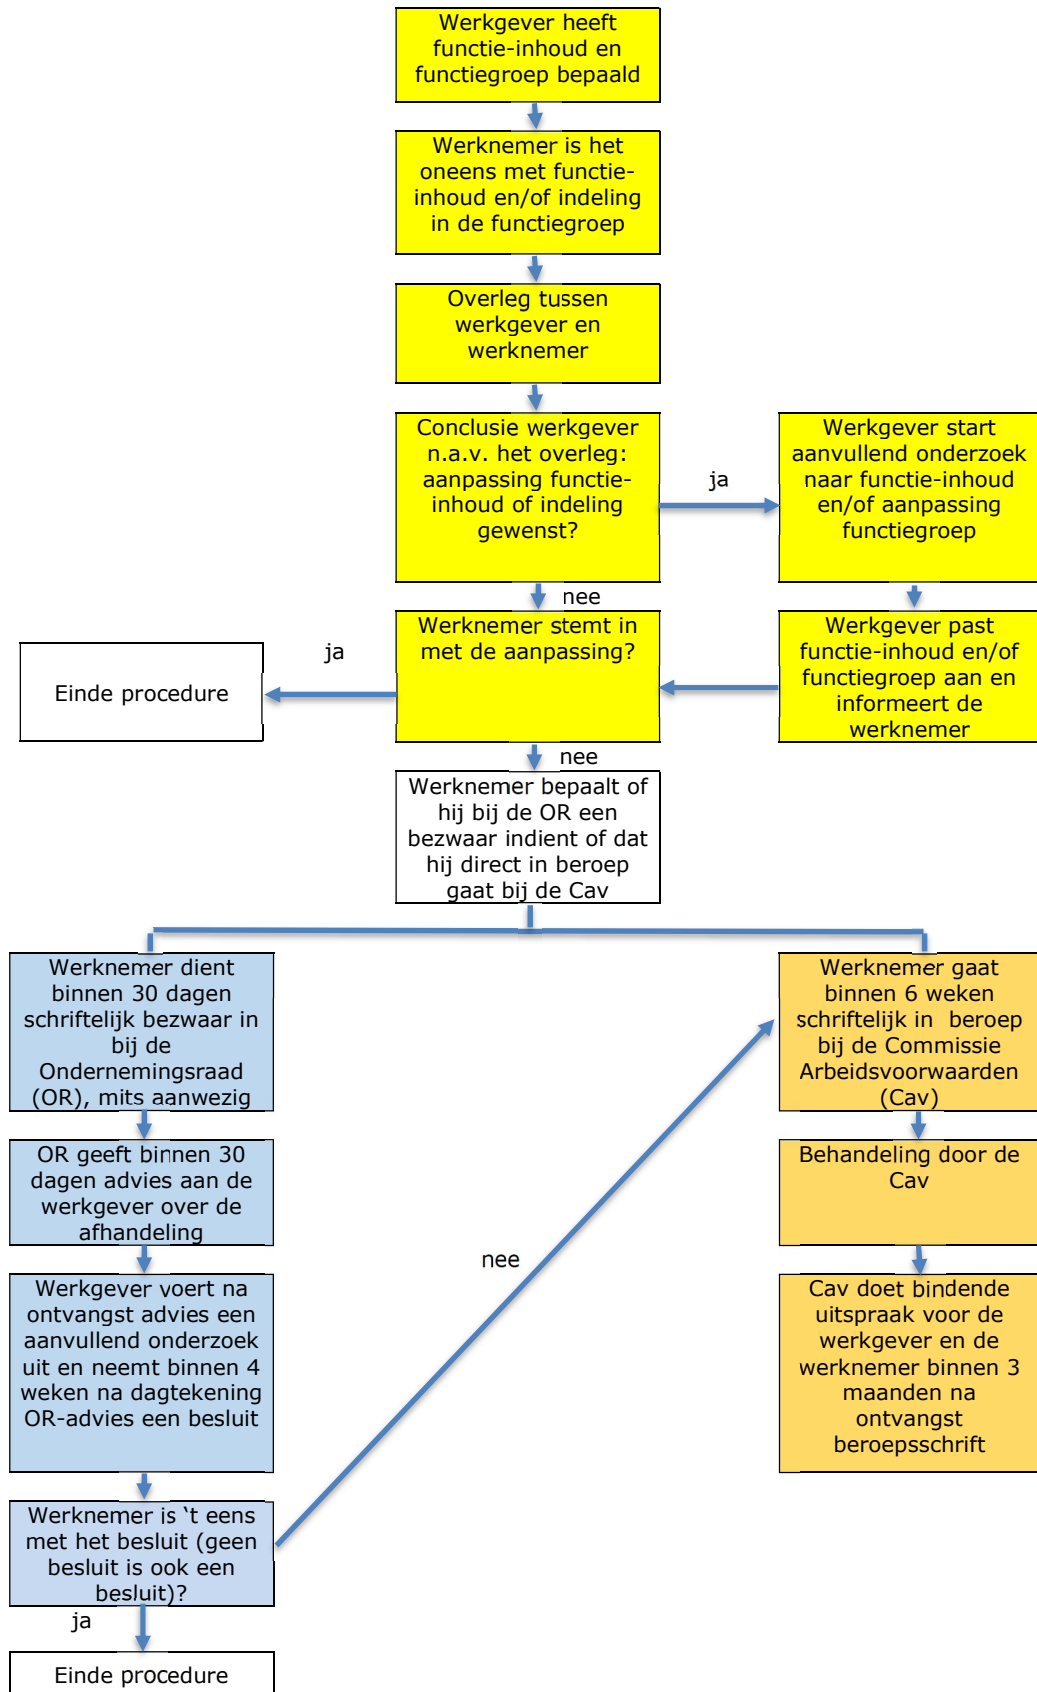 Werkgever heeft
functie-inhoud en
functiegroep bepaald
Werknemer is het
oneens met functie-
inhoud en/of indeling
in de functiegroep
Overleg tussen
werkgever en
werknemer
Conclusie werkgever
n.a.v. het overleg:
aanpassing functie-
inhoud of indeling
gewenst?
ja
Werkgever start
aanvullend onderzoek
naar functie-inhoud
en/of aanpassing
functiegroep
nee
Werknemer stemt in
met de aanpassing?
Werkgever past
functie-inhoud en/of
functiegroep aan en
informeert de
werknemer
ja
Einde procedure
nee
Werknemer bepaalt of
hij bij de OR een
bezwaar indient of dat
hij direct in beroep
gaat bij de Cav
Werknemer dient
binnen 30 dagen
schriftelijk bezwaar in
bij de
Ondernemingsraad
(OR), mits aanwezig
OR geeft binnen 30
dagen advies aan de
werkgever over de
afhandeling
Werkgever voert na
ontvangst advies een
aanvullend onderzoek
uit en neemt binnen 4
weken na dagtekening
OR-advies een besluit
Werknemer is ‘t eens
met het besluit (geen
besluit is ook een
besluit)?
ja
Einde procedure
nee
Werknemer gaat
binnen 6 weken
schriftelijk in beroep
bij de Commissie
Arbeidsvoorwaarden
(Cav)
Behandeling door de
Cav
Cav doet bindende
uitspraak voor de
werkgever en de
werknemer binnen 3
maanden na
ontvangst
beroepsschrift